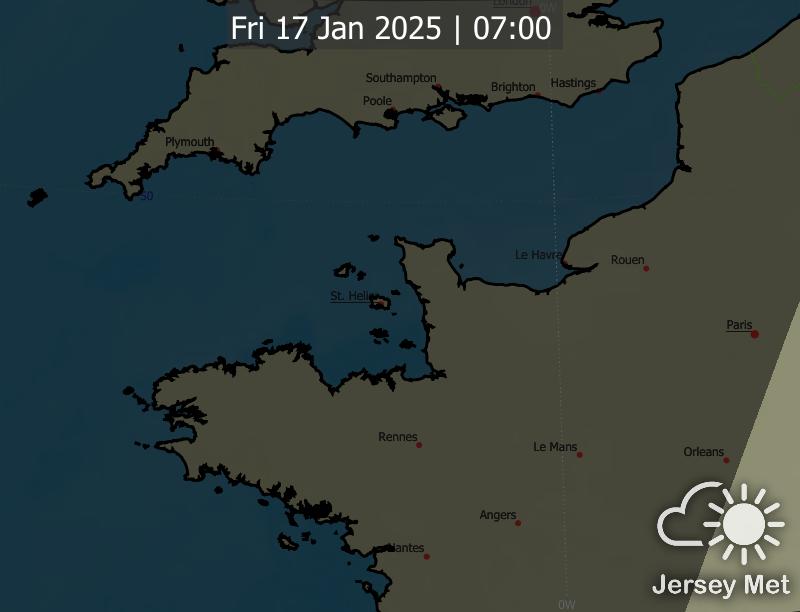 London
0W
Fri 17 Jan 2025 | 07:00
Southampton
Brighton
Hastings
Poole
Plymouth
50
Le Havre
Rouen
St. Helier
Paris
Rennes
Le Mans
Orleans
Angers
Nantes
Jersey Met
0W